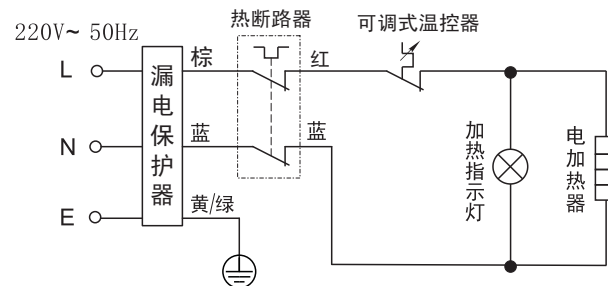 热断路器
可调式温控器
220V~ 50Hz
L
棕
红
漏电保护器
N
蓝
蓝
加热指示灯
电加热器
E
黄/绿